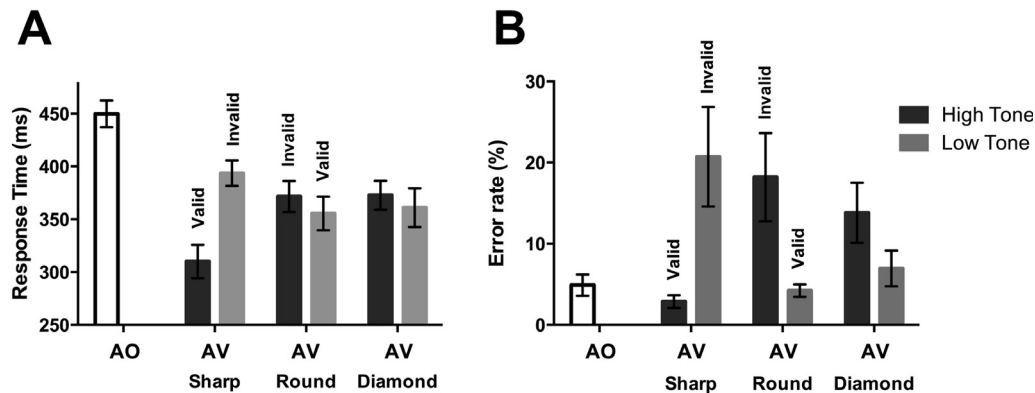 A
Response Time (ms)
450
400
350
300
250
Valid
Invalid
Invalid
Valid
AO
AV
AV
AV
Sharp
Round
Diamond
B
Error rate (%)
30
20
10
0
Valid
Invalid
Invalid
Valid
AO
AV
AV
AV
Sharp
Round
Diamond
High Tone
Low Tone